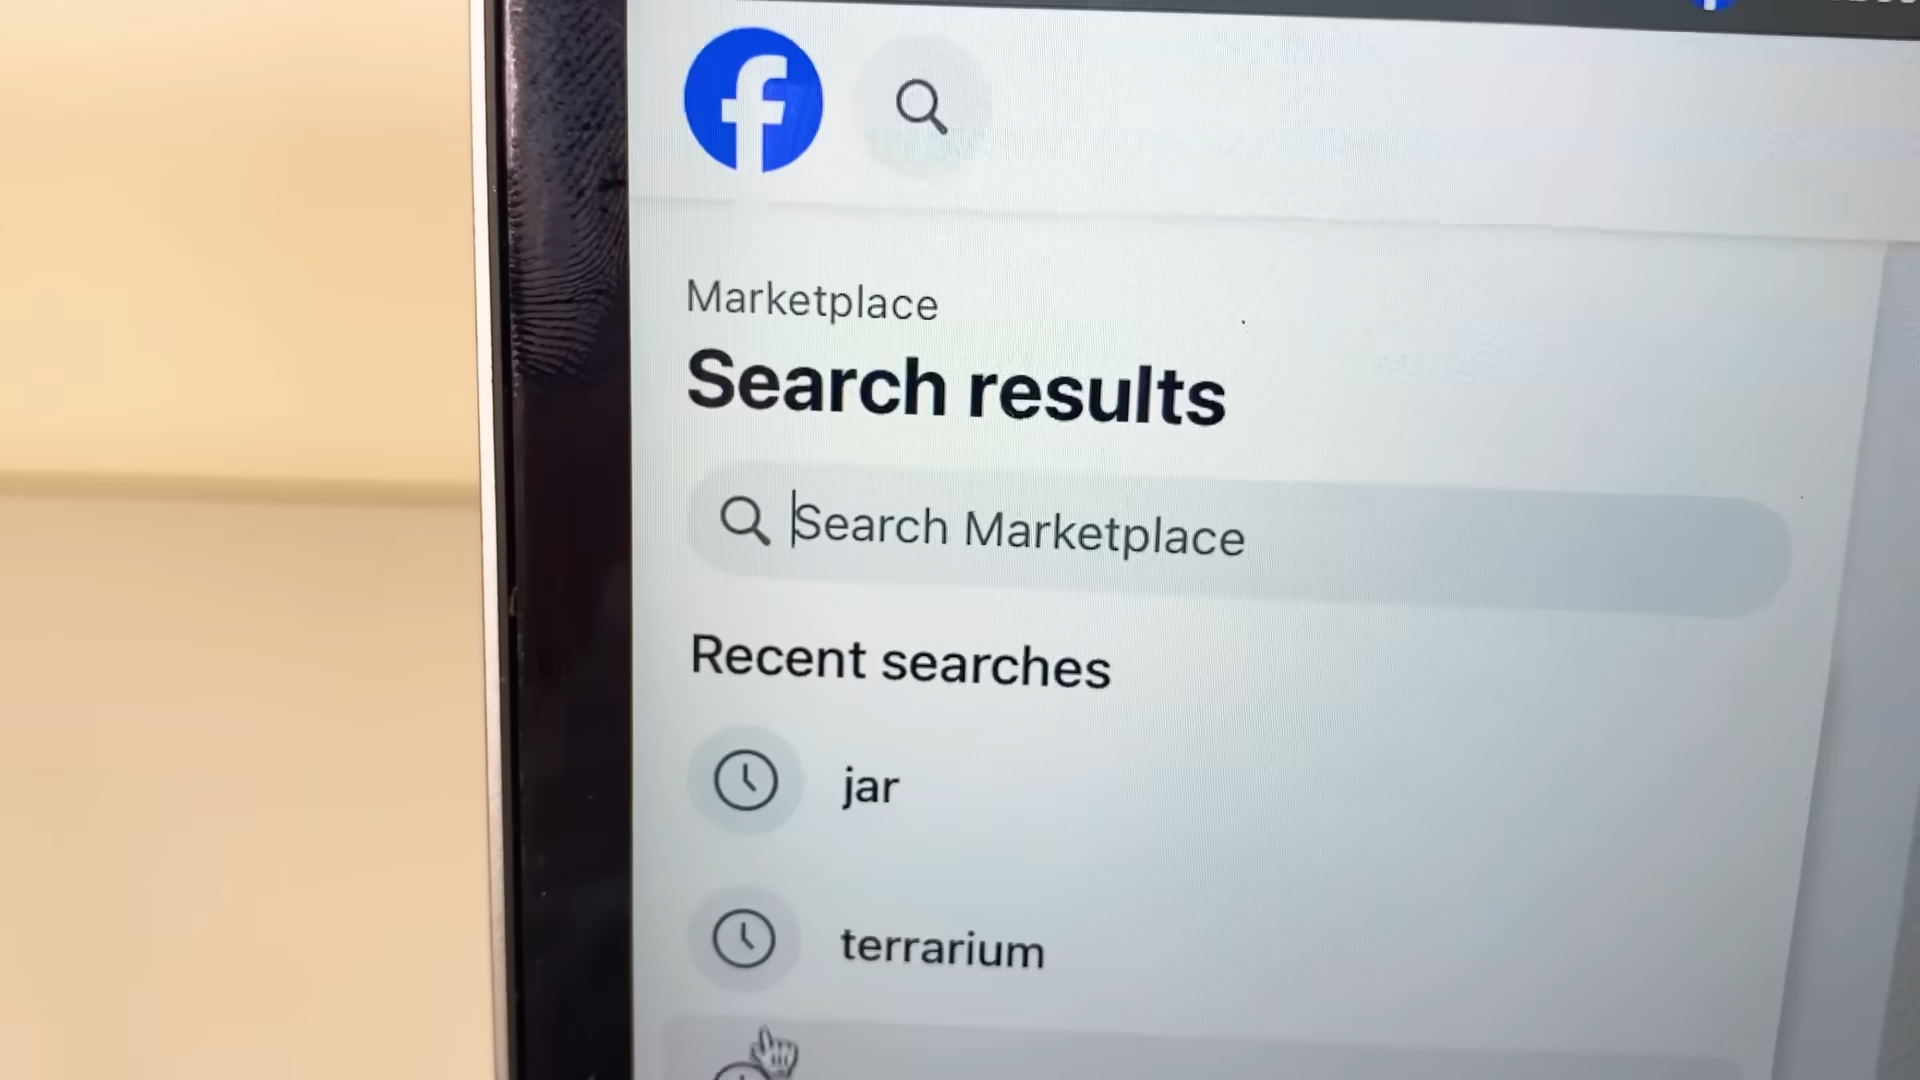 Marketplace
Search results
Search Marketplace
Recent searches
jar
terrarium